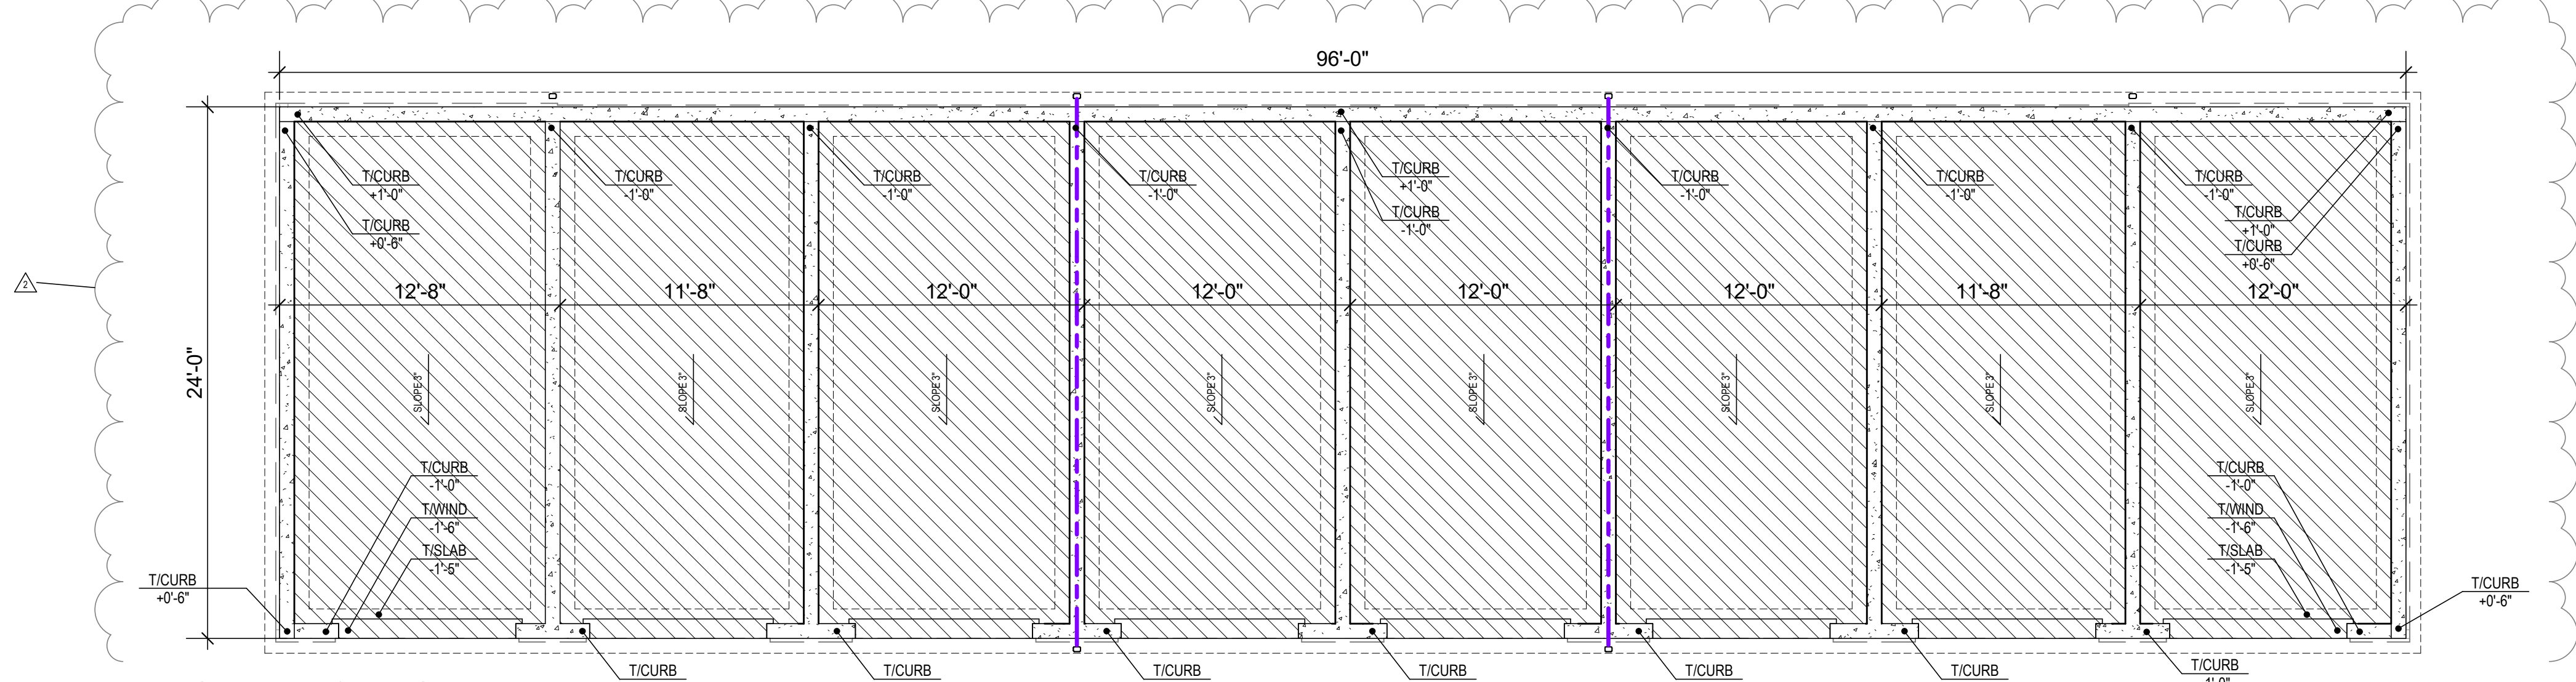 96'-0"
T/CURB
+1'-0"
T/CURB
+0'-6"
T/CURB
-1'-0"
T/CURB
-1'-0"
T/CURB
-1'-0"
T/CURB
+1'-0"
T/CURB
-1'-0"
T/CURB
-1'-0"
T/CURB
-1'-0"
T/CURB
-1'-0"
T/CURB
+1'-0"
T/CURB
+0'-6"
2
12'-8"
11'-8"
12'-0"
12'-0"
12'-0"
12'-0"
11'-8"
12'-0"
24'-0"
SLOPE 3"
SLOPE 3"
SLOPE 3"
SLOPE 3"
SLOPE 3"
SLOPE 3"
SLOPE 3"
SLOPE 3"
T/CURB
-1'-0"
T/WIND
-1'-6"
T/SLAB
-1'-5"
T/CURB
-1'-0"
T/WIND
-1'-6"
T/SLAB
-1'-5"
T/CURB
+0'-6"
T/CURB
+0'-6"
T/CURB
T/CURB
T/CURB
T/CURB
T/CURB
T/CURB
T/CURB